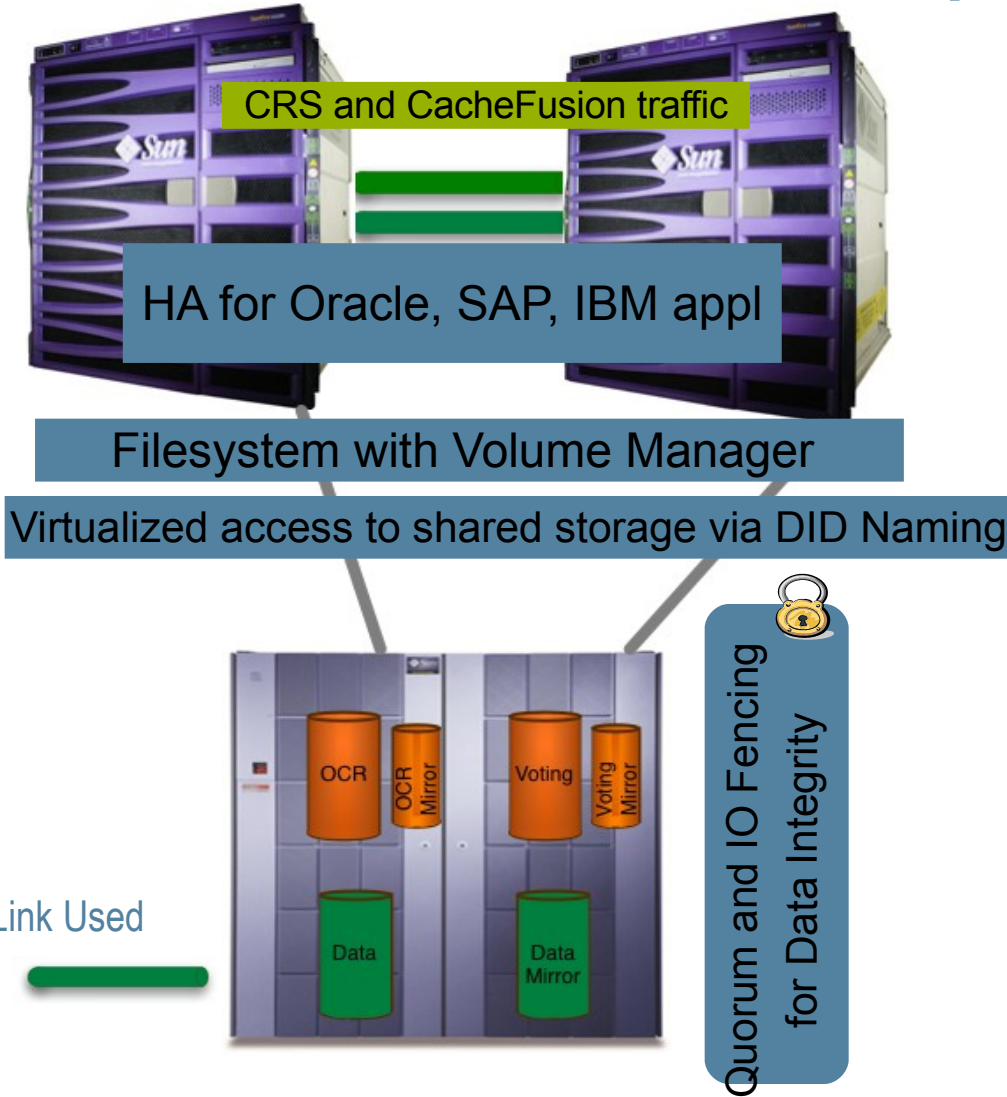 CRS and CacheFusion traffic
Sun
Sun
HA for Oracle, SAP, IBM appl
Filesystem with Volume Manager
Virtualized access to shared storage via DID Naming
OCR
OCR
Mirror
Voting
Voting
Mirror
Data
Data
Mirror
Quorum and IO Fencing
for Data Integrity
Link Used